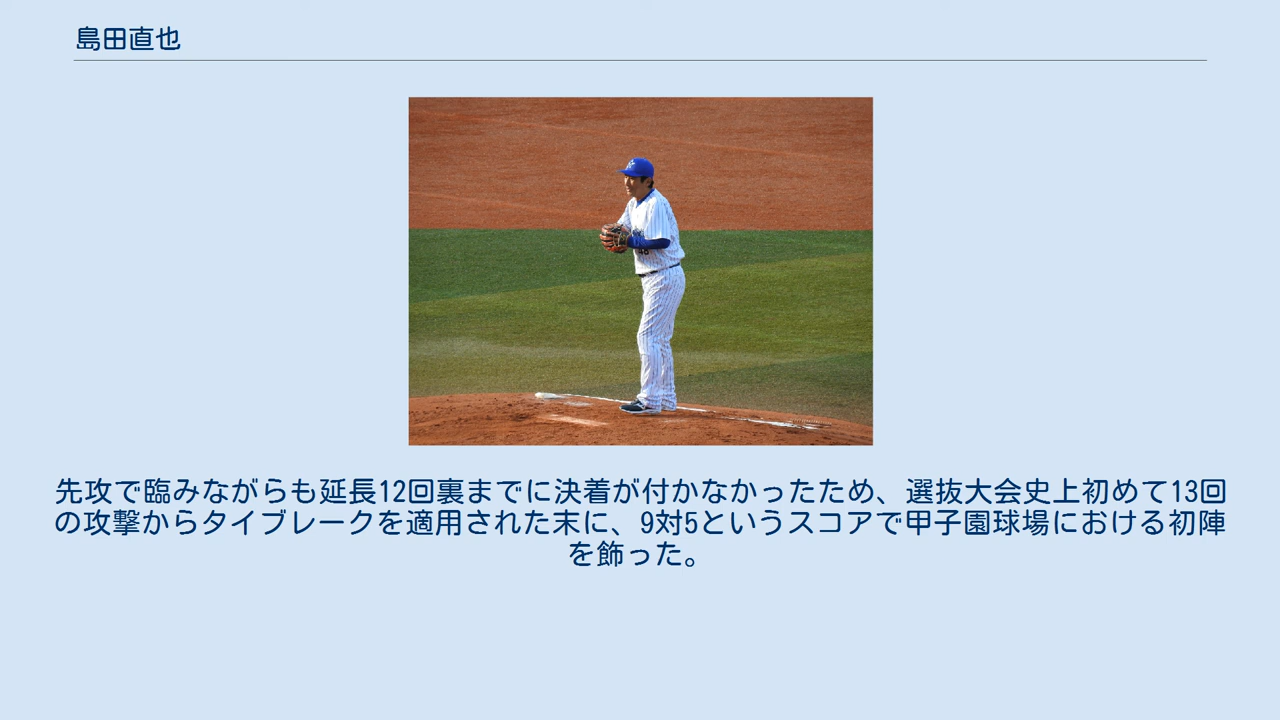 島田直也
先攻で臨みながらも延長12回裏までに決着が付かなかったため、選抜大会史上初めて13回
の攻撃からタイブレークを適用された末に、9対5というスコアで甲子園球場における初陣
を飾った。